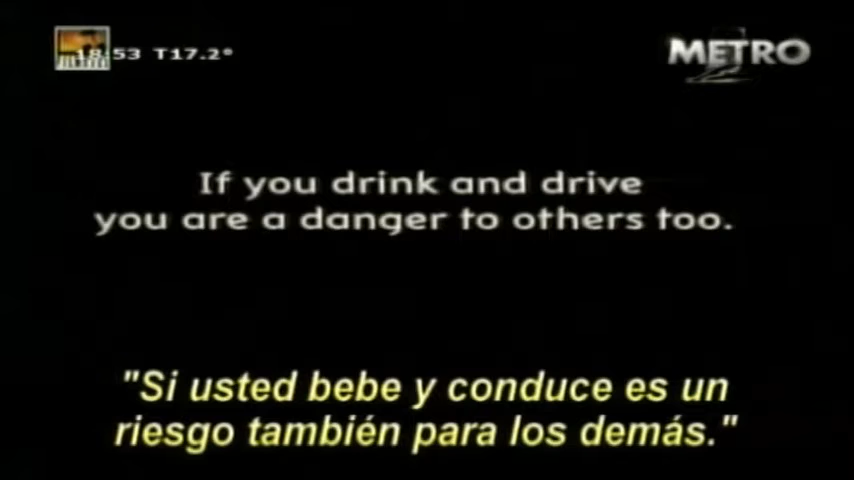 18:53 T17.2°
METRO
If you drink and drive
you are a danger to others too.
"Si usted bebe y conduce es un
riesgo también para los demás."